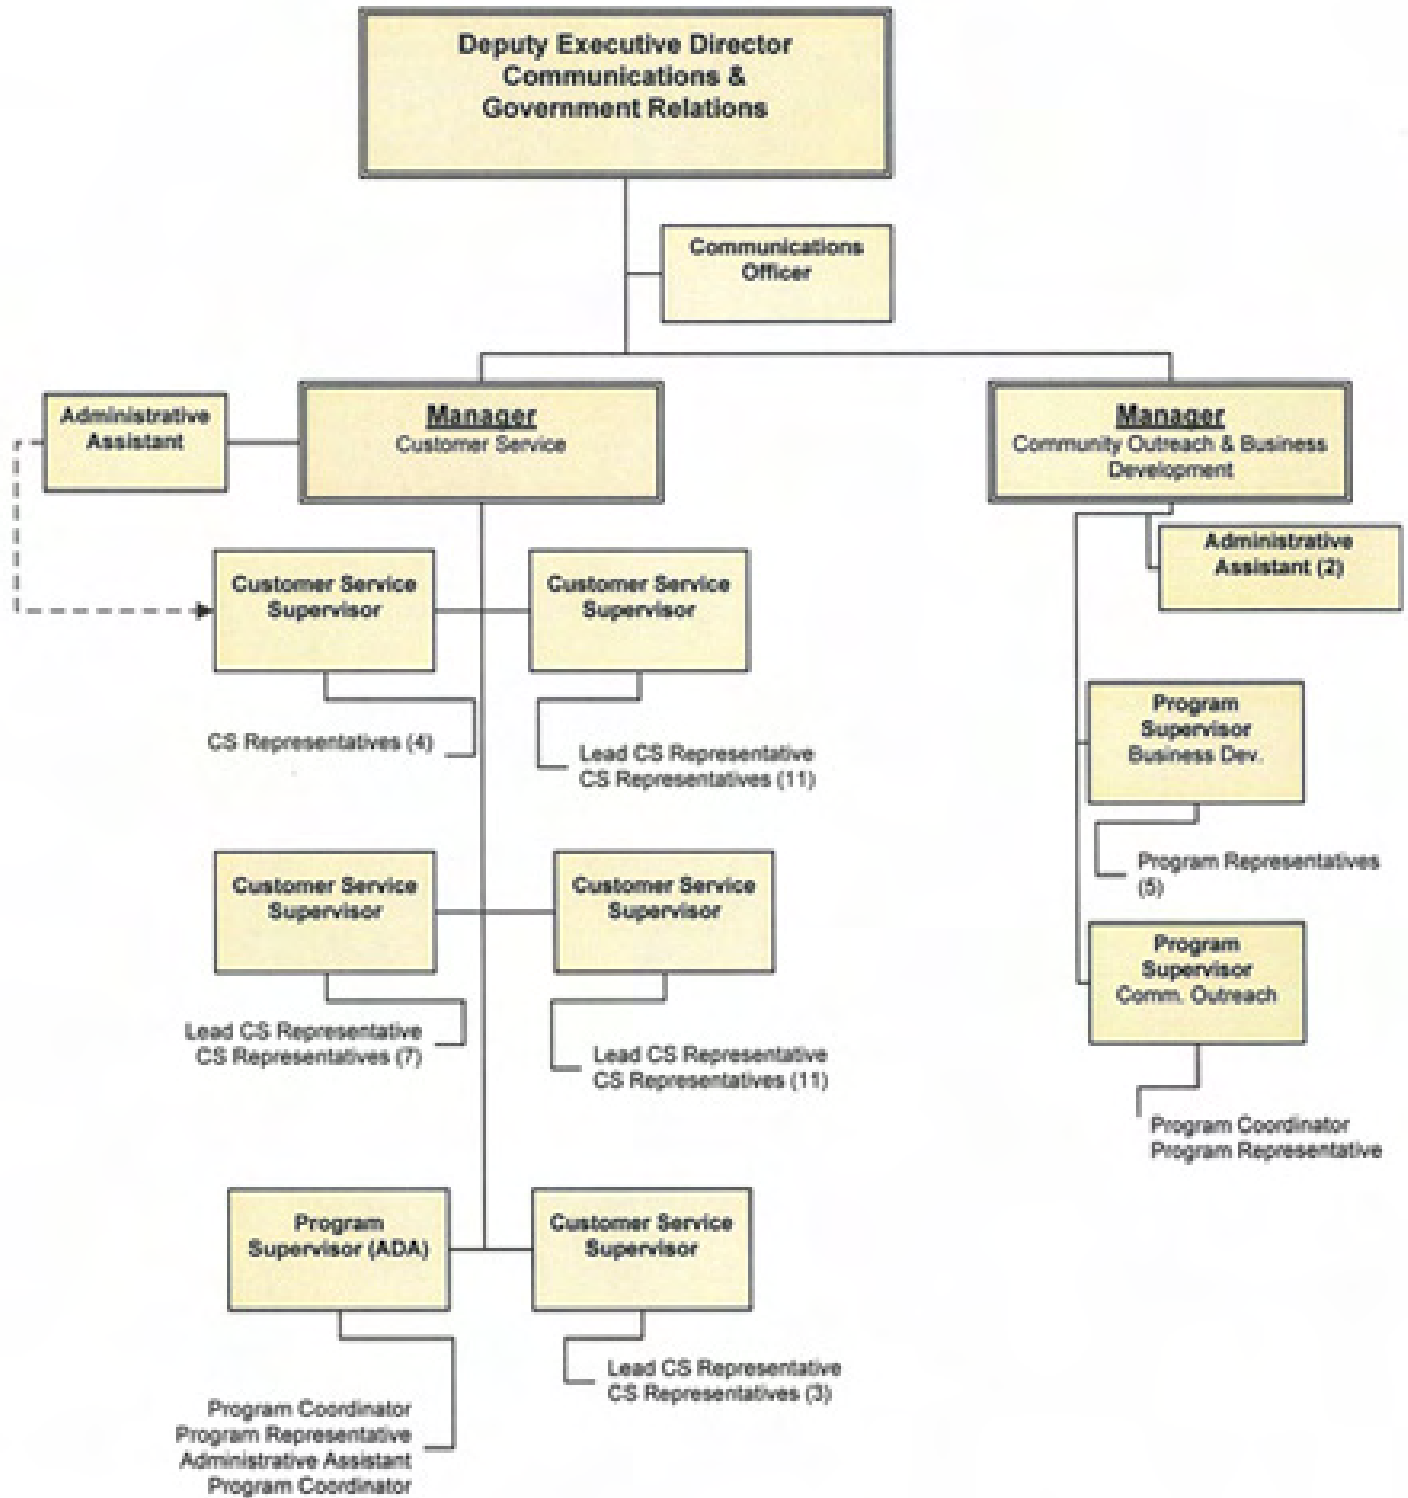 Deputy Executive Director
Communications &
Government Relations
Communications
Officer
Administrative
Assistant
Manager
Customer Service
Manager
Community Outreach & Business
Development
Administrative
Assistant (2)
Customer Service
Supervisor
Customer Service
Supervisor
CS Representatives (4)
Lead CS Representative
CS Representatives (11)
Program
Supervisor
Business Dev.
Program Representatives
(5)
Customer Service
Supervisor
Customer Service
Supervisor
Lead CS Representative
CS Representatives (7)
Lead CS Representative
CS Representatives (11)
Program
Supervisor
Comm. Outreach
Program Coordinator
Program Representative
Program
Supervisor (ADA)
Customer Service
Supervisor
Lead CS Representative
CS Representatives (3)
Program Coordinator
Program Representative
Administrative Assistant
Program Coordinator